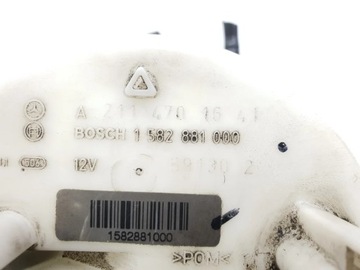 A 211 470 16 41
BOSCH 1 582 881 000
12V
1582881000
>POM<